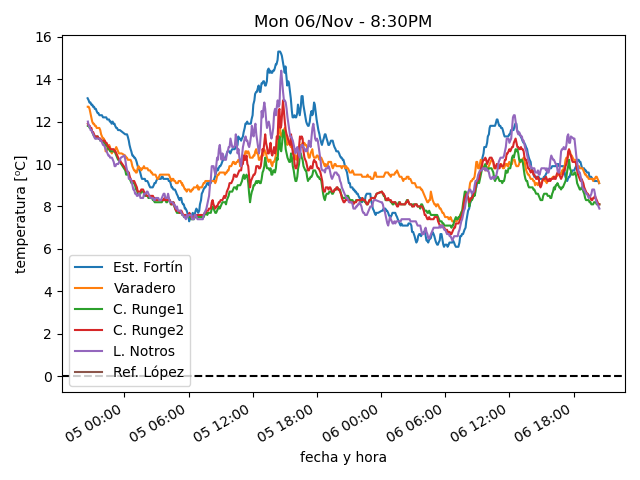 Mon 06/Nov - 8:30PM
temperatura [ºC]
16
14
12
10
8
6
4
2
0
Est. Fortín
Varadero
C. Runge1
C. Runge2
L. Notros
Ref. López
05 00:00
05 06:00
05 12:00
05 18:00
06 00:00
06 06:00
06 12:00
06 18:00
fecha y hora